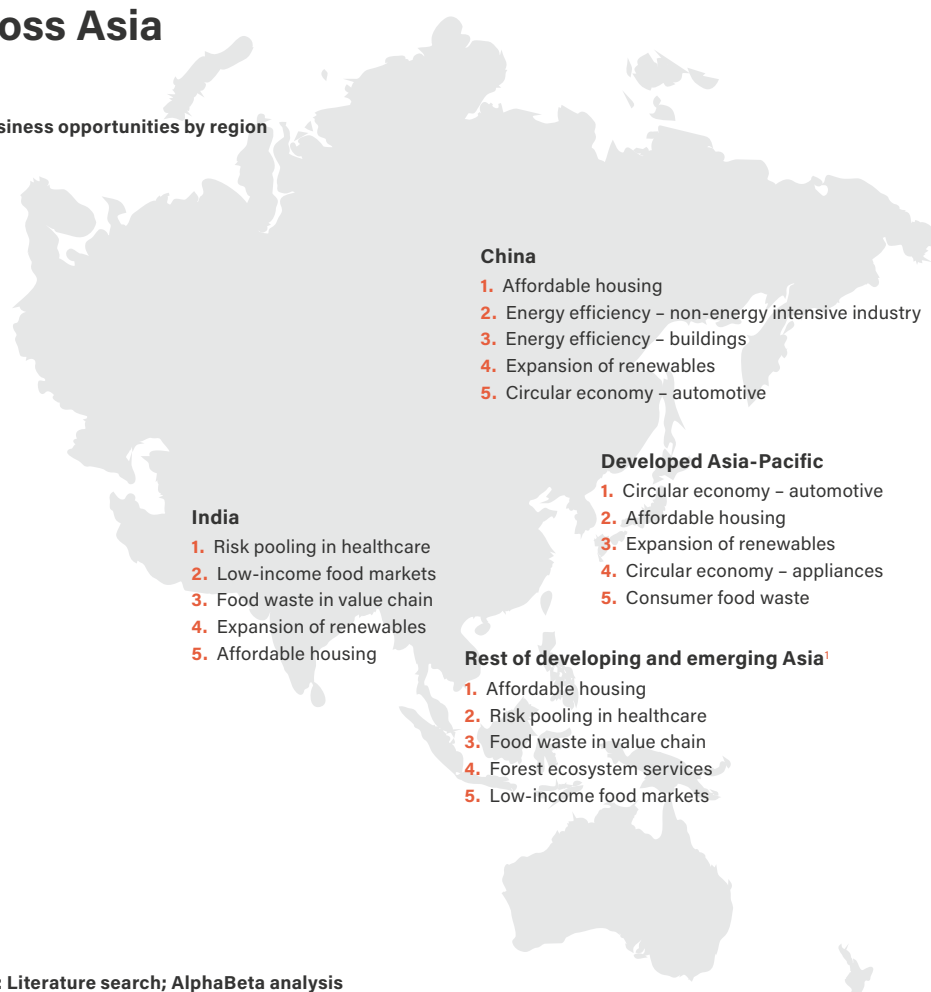 oss Asia
siness opportunities by region
China
1. Affordable housing
2. Energy efficiency – non-energy intensive industry
3. Energy efficiency – buildings
4. Expansion of renewables
5. Circular economy – automotive
Developed Asia-Pacific
1. Circular economy – automotive
2. Affordable housing
3. Expansion of renewables
4. Circular economy – appliances
5. Consumer food waste
India
1. Risk pooling in healthcare
2. Low-income food markets
3. Food waste in value chain
4. Expansion of renewables
5. Affordable housing
Rest of developing and emerging Asia¹
1. Affordable housing
2. Risk pooling in healthcare
3. Food waste in value chain
4. Forest ecosystem services
5. Low-income food markets
: Literature search; AlphaBeta analysis